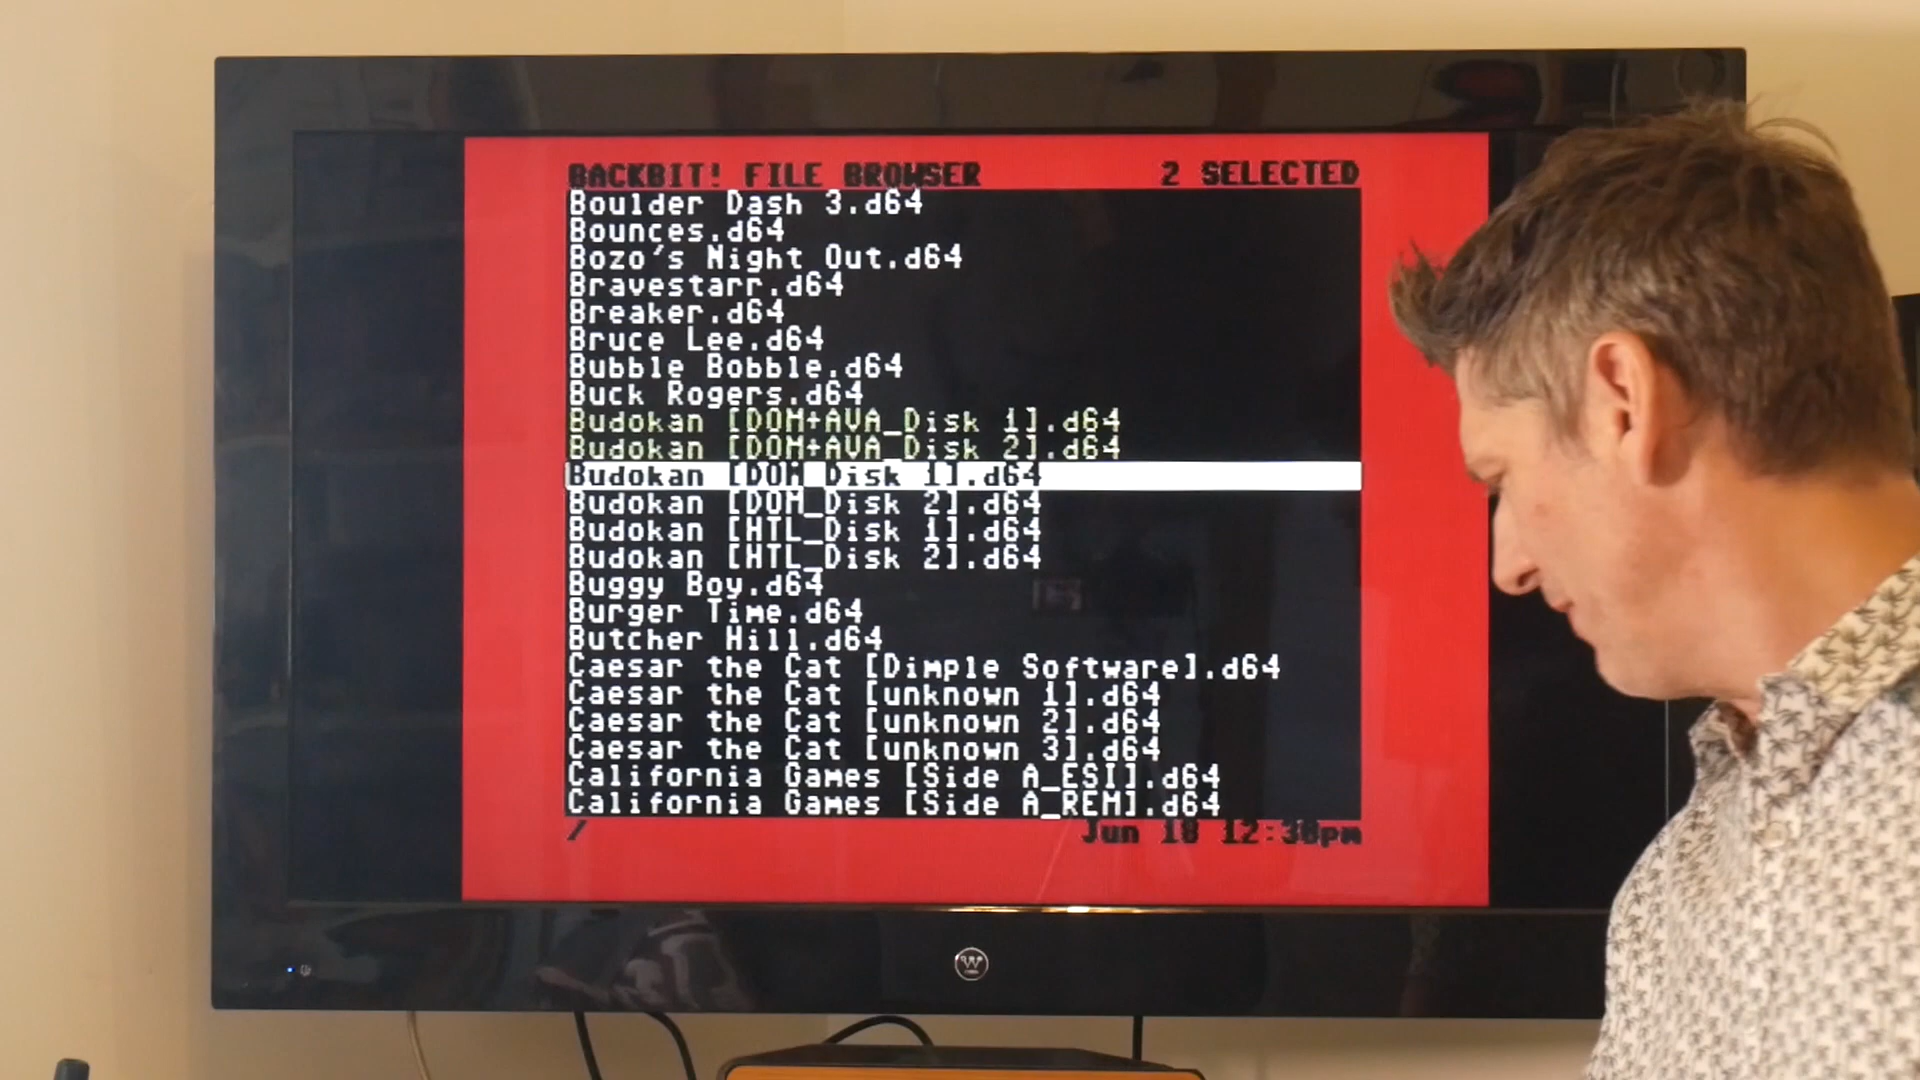 BACKBIT! FILE BROWSER 2 SELECTED
Boulder Dash 3.d64
Bounces.d64
Bozo's Night Out.d64
Bravestarr.d64
Breaker.d64
Bruce Lee.d64
Bubble Bobble.d64
Buck Rogers.d64
Budokan [DOM+AVA_Disk 1].d64
Budokan [DOM+AVA_Disk 2].d64
Budokan [DOM_Disk 1].d64
Budokan [DOM_Disk 2].d64
Budokan [HTL_Disk 1].d64
Budokan [HTL_Disk 2].d64
Buggy Boy.d64
Burger Time.d64
Butcher Hill.d64
Caesar the Cat [Dimple Software].d64
Caesar the Cat [unknown 1].d64
Caesar the Cat [unknown 2].d64
Caesar the Cat [unknown 3].d64
California Games [Side A_ESI].d64
California Games [Side A_REM].d64
/ Jun
W